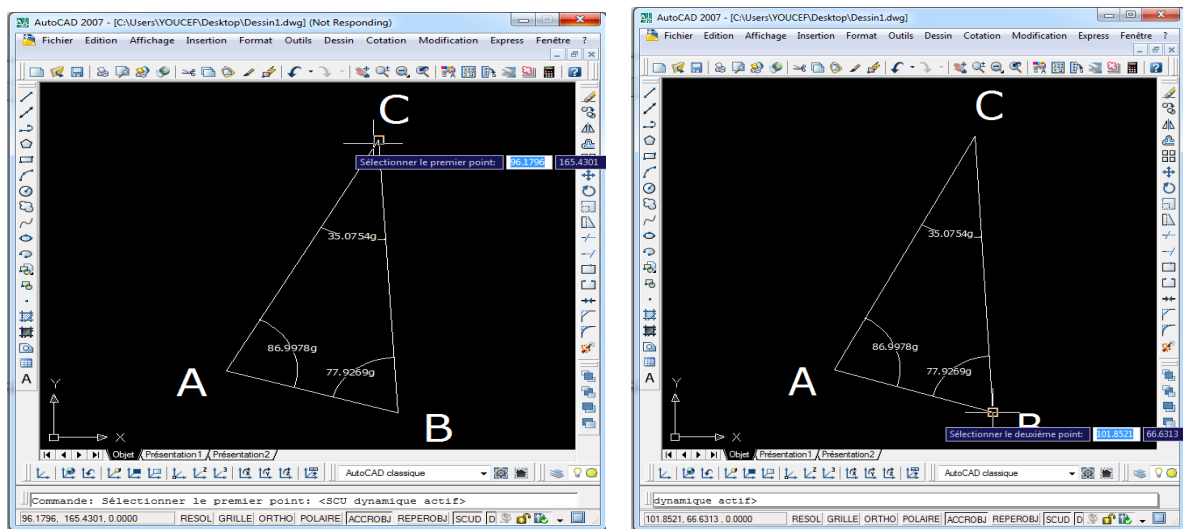 AutoCAD 2007 - [C:\Users\YOUCEF\Desktop\Dessin1.dwg] (Not Responding)
Fichier Edition Affichage Insertion Format Outils Dessin Cotation Modification Express Fenêtre ?
C
Sélectionner le premier point: 96.1796 165.4301
35.0754g
86.9978g
77.9269g
A
B
Y
X
Objet Présentation1 Présentation2
AutoCAD classique
Commande: Sélectionner le premier point: <SCU dynamique actif>
96.1796, 165.4301, 0.0000 RESOL GRILLE ORTHO POLAIRE ACCROBJ REPEROBJ SCUD D
AutoCAD 2007 - [C:\Users\YOUCEF\Desktop\Dessin1.dwg]
Fichier Edition Affichage Insertion Format Outils Dessin Cotation Modification Express Fenêtre ?
C
35.0754g
86.9978g
77.9269g
A
B
Sélectionner le deuxième point: 101.8521 66.6313
Y
X
Objet Présentation1 Présentation2
AutoCAD classique
dynamique actif>
101.8521, 66.6313, 0.0000 RESOL GRILLE ORTHO POLAIRE ACCROBJ REPEROBJ SCUD D